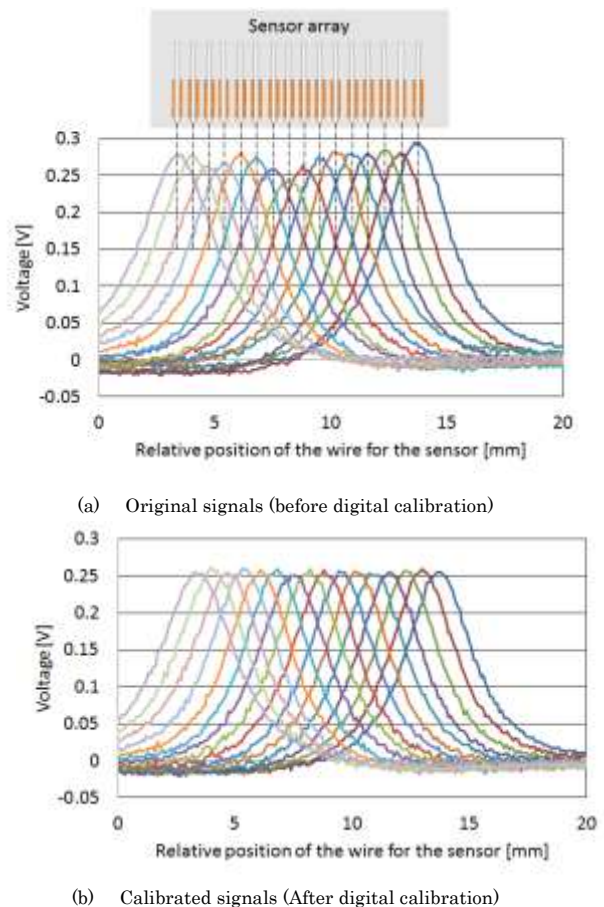 Sensor array
0.3
0.25
0.2
0.15
0.1
0.05
0
-0.05
Voltage [V]
0 5 10 15 20
Relative position of the wire for the sensor [mm]
(a) Original signals (before digital calibration)
0.3
0.25
0.2
0.15
0.1
0.05
0
-0.05
Voltage [V]
0 5 10 15 20
Relative position of the wire for the sensor [mm]
(b) Calibrated signals (After digital calibration)